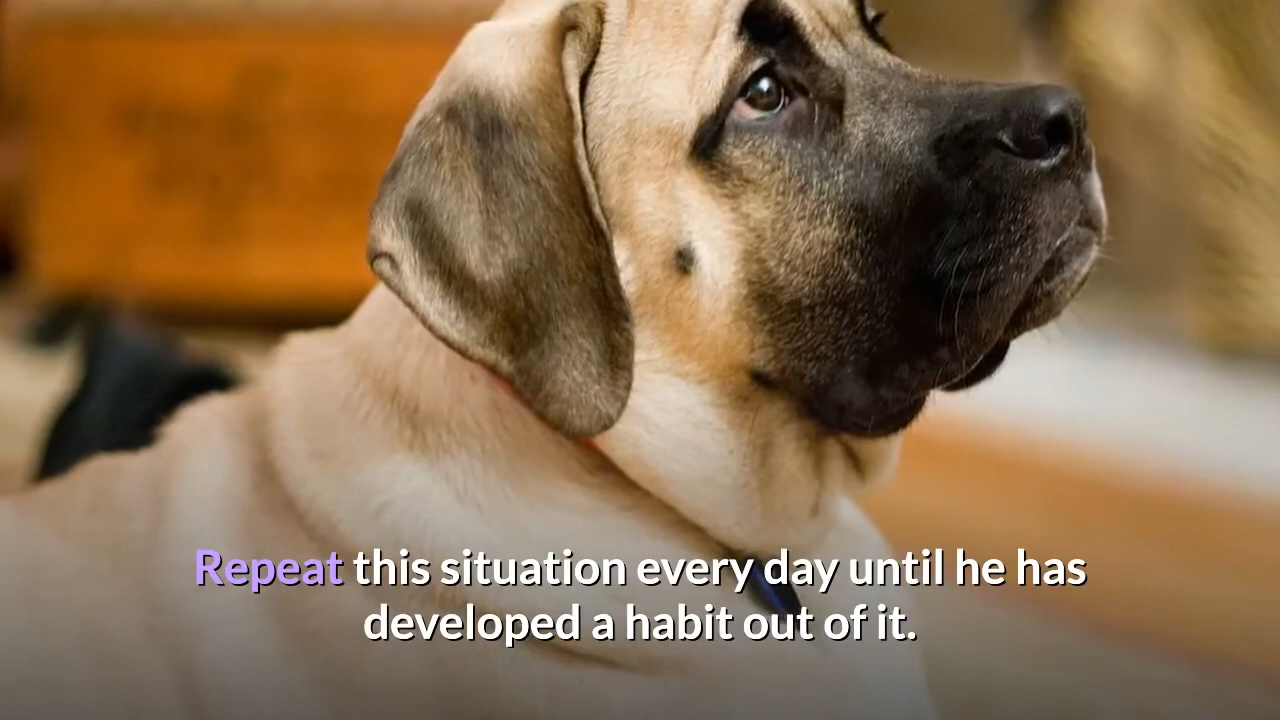 Repeat this situation every day until he has
developed a habit out of it.